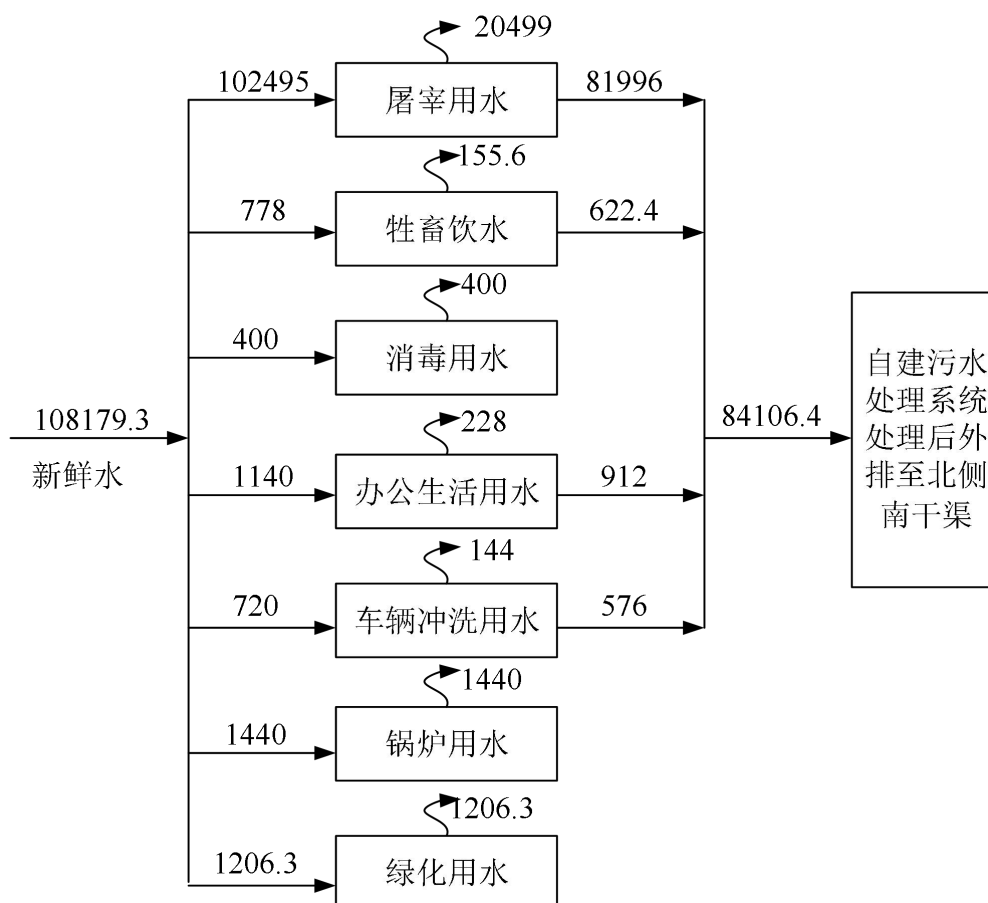 20499
102495
屠宰用水
81996
155.6
778
牲畜饮水
622.4
400
400
消毒用水
108179.3
新鲜水
228
1140
办公生活用水
912
144
720
车辆冲洗用水
576
1440
1440
锅炉用水
1206.3
1206.3
绿化用水
84106.4
自建污水
处理系统
处理后外
排至北侧
南干渠